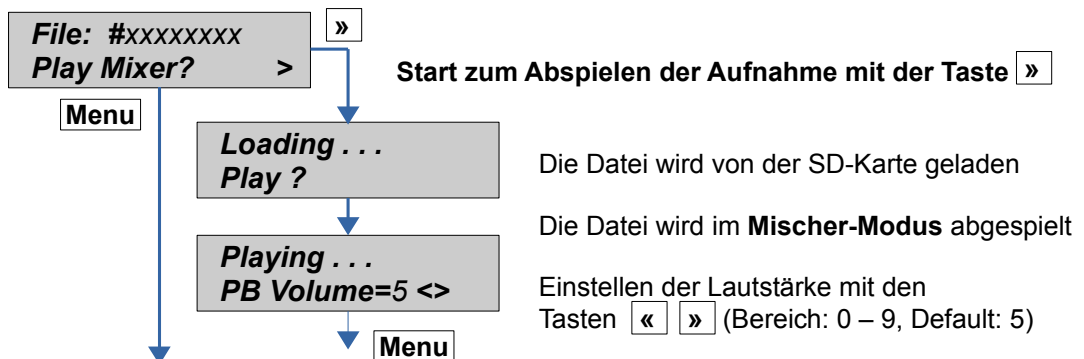 File: #xxxxxxxx
Play Mixer? >
»
Start zum Abspielen der Aufnahme mit der Taste »
Menu
Loading . . .
Play ?
Die Datei wird von der SD-Karte geladen
Die Datei wird im Mischer-Modus abgespielt
Playing . . .
PB Volume=5 <>
Einstellen der Lautstärke mit den
Tasten « » (Bereich: 0 – 9, Default: 5)
Menu